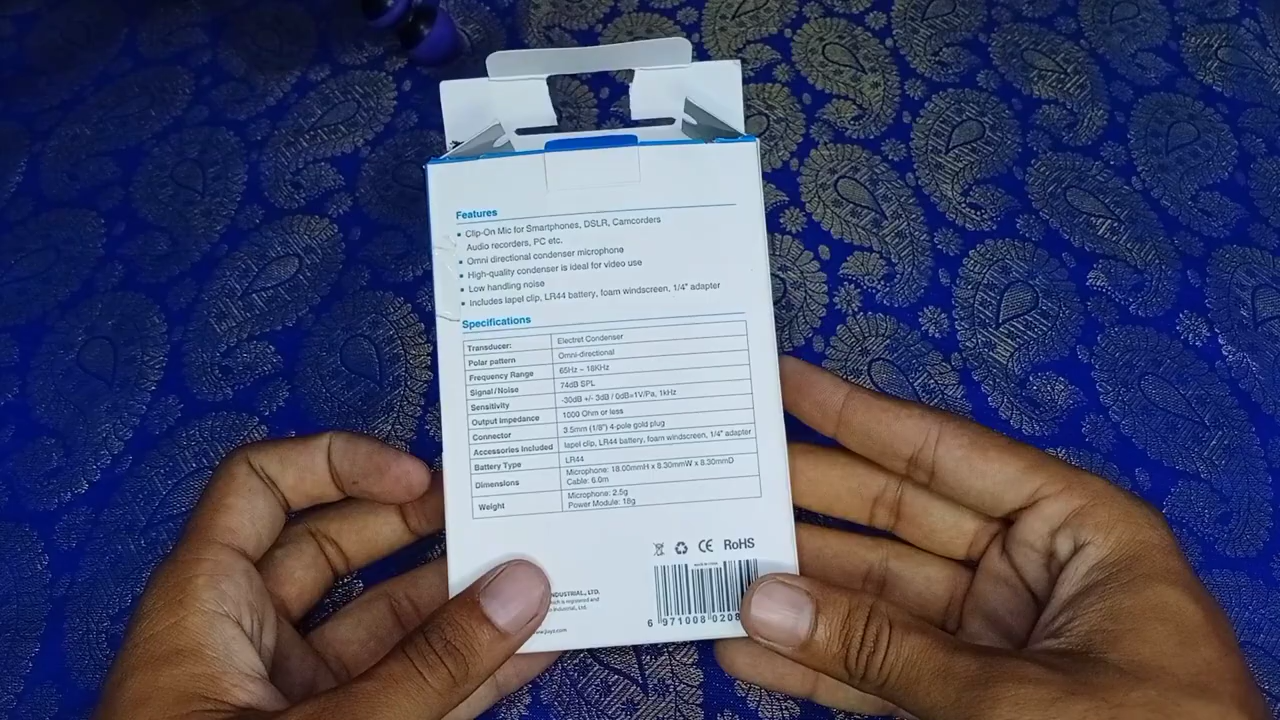 Features
▪ Clip-On Mic for Smartphones, DSLR, Camcorders
Audio recorders, PC etc.
▪ Omni directional condenser microphone
▪ High-quality condenser is ideal for video use
▪ Low handling noise
▪ Includes lapel clip, LR44 battery, foam windscreen, 1/4" adapter
Specifications
Transducer: Electret Condenser
Polar pattern Omni-directional
Frequency Range 65Hz ~ 18KHz
Signal/Noise 74dB SPL
Sensitivity -30dB +/- 3dB / 0dB=1V/Pa, 1kHz
Output Impedance 1000 Ohm or less
Connector 3.5mm (1/8") 4-pole gold plug
Accessories Included lapel clip, LR44 battery, foam windscreen, 1/4" adapter
Battery Type LR44
Dimensions Microphone: 18.00mmH x 8.30mmW x 8.30mmD
Cable: 6.0m
Weight Microphone: 2.5g
Power Module: 18g
CE RoHS
INDUSTRIAL., LTD.
which is registered and
Industrial, Ltd.
6 971008 0208